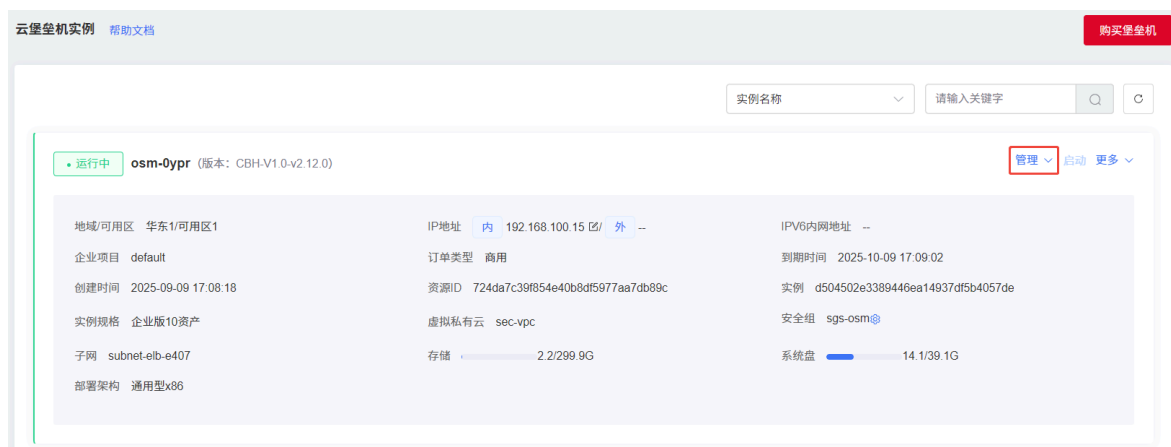 云堡垒机实例 帮助文档 购买堡垒机
实例名称 请输入关键字
运行中 osm-0ypr (版本：CBH-V1.0-v2.12.0) 管理 启动 更多
地域/可用区 华东1/可用区1 IP地址 内 192.168.100.15 / 外 -- IPV6内网地址 --
企业项目 default 订单类型 商用 到期时间 2025-10-09 17:09:02
创建时间 2025-09-09 17:08:18 资源ID 724da7c39f854e40b8df5977aa7db89c 实例 d504502e3389446ea14937df5b4057de
实例规格 企业版10资产 虚拟私有云 sec-vpc 安全组 sgs-osm
子网 subnet-elb-e407 存储 2.2/299.9G 系统盘 14.1/39.1G
部署架构 通用型x86